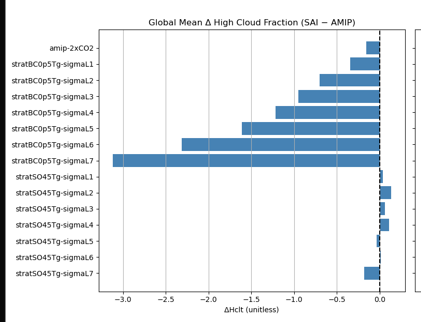 Global Mean Δ High Cloud Fraction (SAI − AMIP)
amip-2xCO2
stratBC0p5Tg-sigmaL1
stratBC0p5Tg-sigmaL2
stratBC0p5Tg-sigmaL3
stratBC0p5Tg-sigmaL4
stratBC0p5Tg-sigmaL5
stratBC0p5Tg-sigmaL6
stratBC0p5Tg-sigmaL7
stratSO45Tg-sigmaL1
stratSO45Tg-sigmaL2
stratSO45Tg-sigmaL3
stratSO45Tg-sigmaL4
stratSO45Tg-sigmaL5
stratSO45Tg-sigmaL6
stratSO45Tg-sigmaL7
−3.0 −2.5 −2.0 −1.5 −1.0 −0.5 0.0
ΔHclt (unitless)